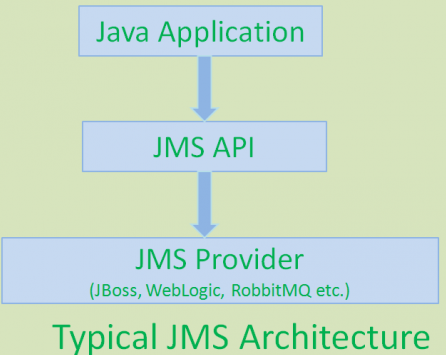 Java Application
JMS API
JMS Provider
(JBoss, WebLogic, RobbitMQ etc.)
Typical JMS Architecture